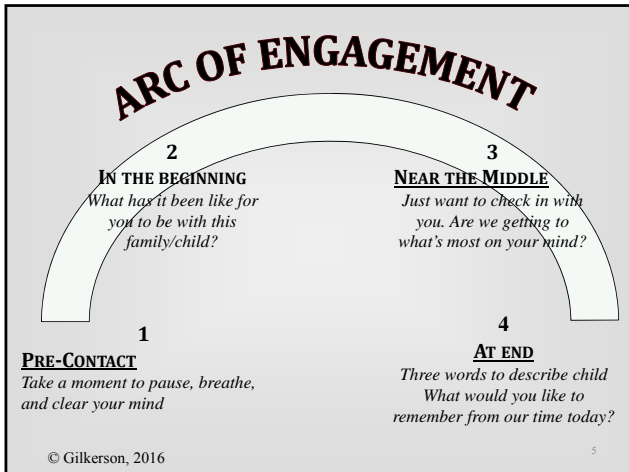 ARC OF ENGAGEMENT
2
IN THE BEGINNING
What has it been like for
you to be with this
family/child?
3
NEAR THE MIDDLE
Just want to check in with
you. Are we getting to
what's most on your mind?
1
PRE-CONTACT
Take a moment to pause, breathe,
and clear your mind
4
AT END
Three words to describe child
What would you like to
remember from our time today?
© Gilkerson, 2016
5